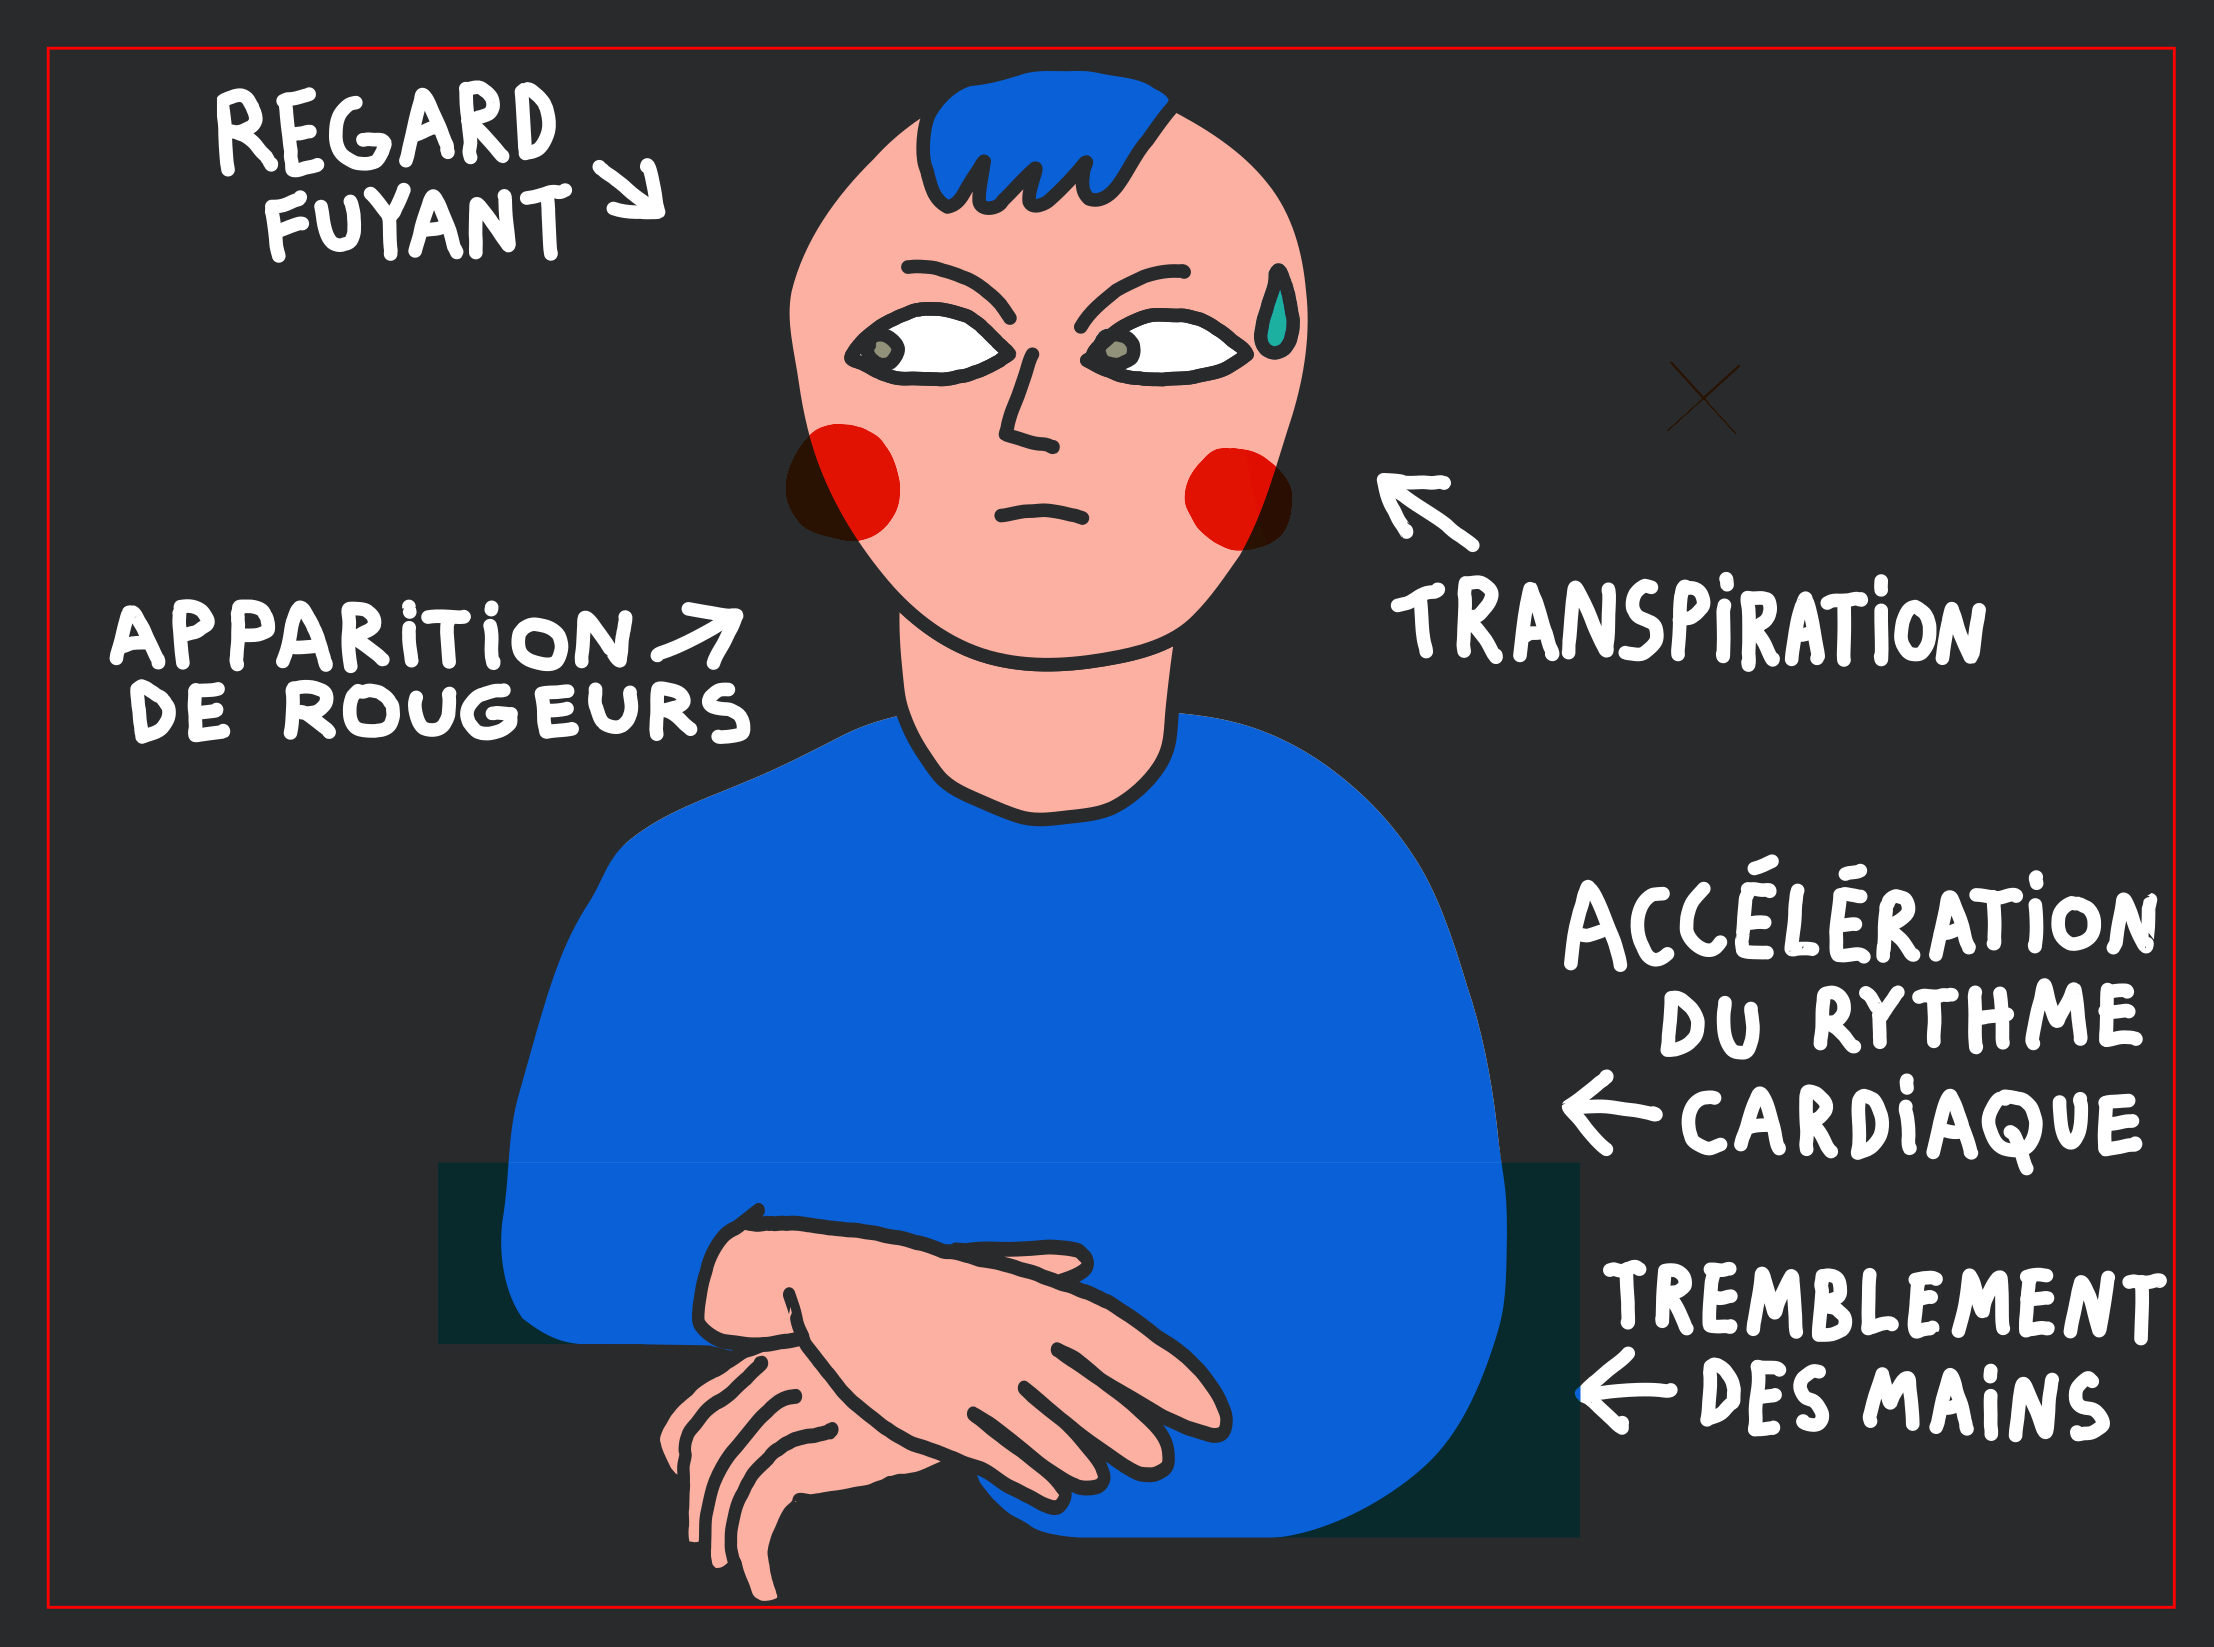 REGARD
FUYANT
APPARITION
DE ROUGEURS
TRANSPIRATION
ACCÉLÉRATION
DU RYTHME
CARDIAQUE
TREMBLEMENT
DES MAINS